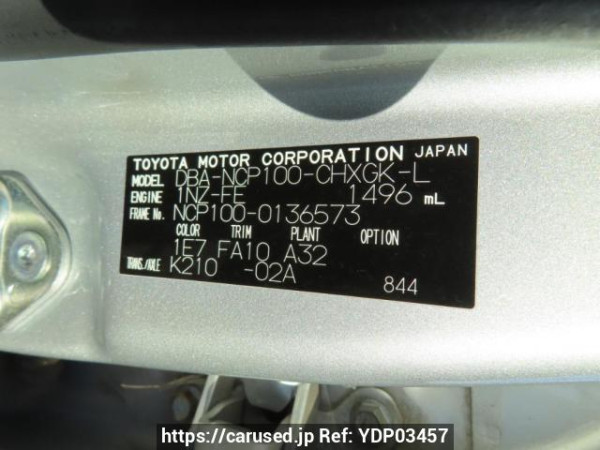 TOYOTA MOTOR CORPORATION JAPAN
MODEL DBA-NCP100-CHXGK-L
ENGINE 1NZ-FE 1496 mL
FRAME No. NCP100-0136573
COLOR TRIM PLANT OPTION
1E7 FA10 A32
TRANS./AXLE K210 -02A
844
https://carused.jp Ref: YDP03457